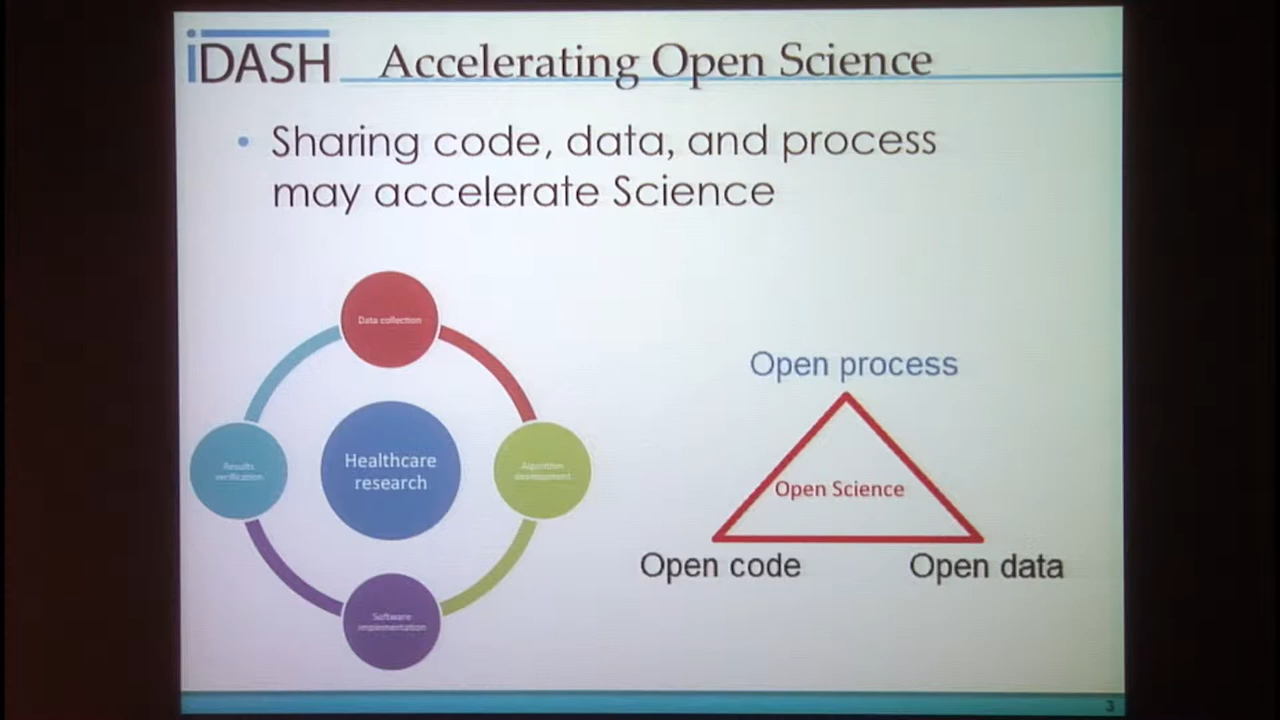 iDASH
Accelerating Open Science
• Sharing code, data, and process
may accelerate Science
Data collection
Results
verification
Healthcare
research
Algorithm
development
Software
implementation
Open process
Open Science
Open code
Open data
3